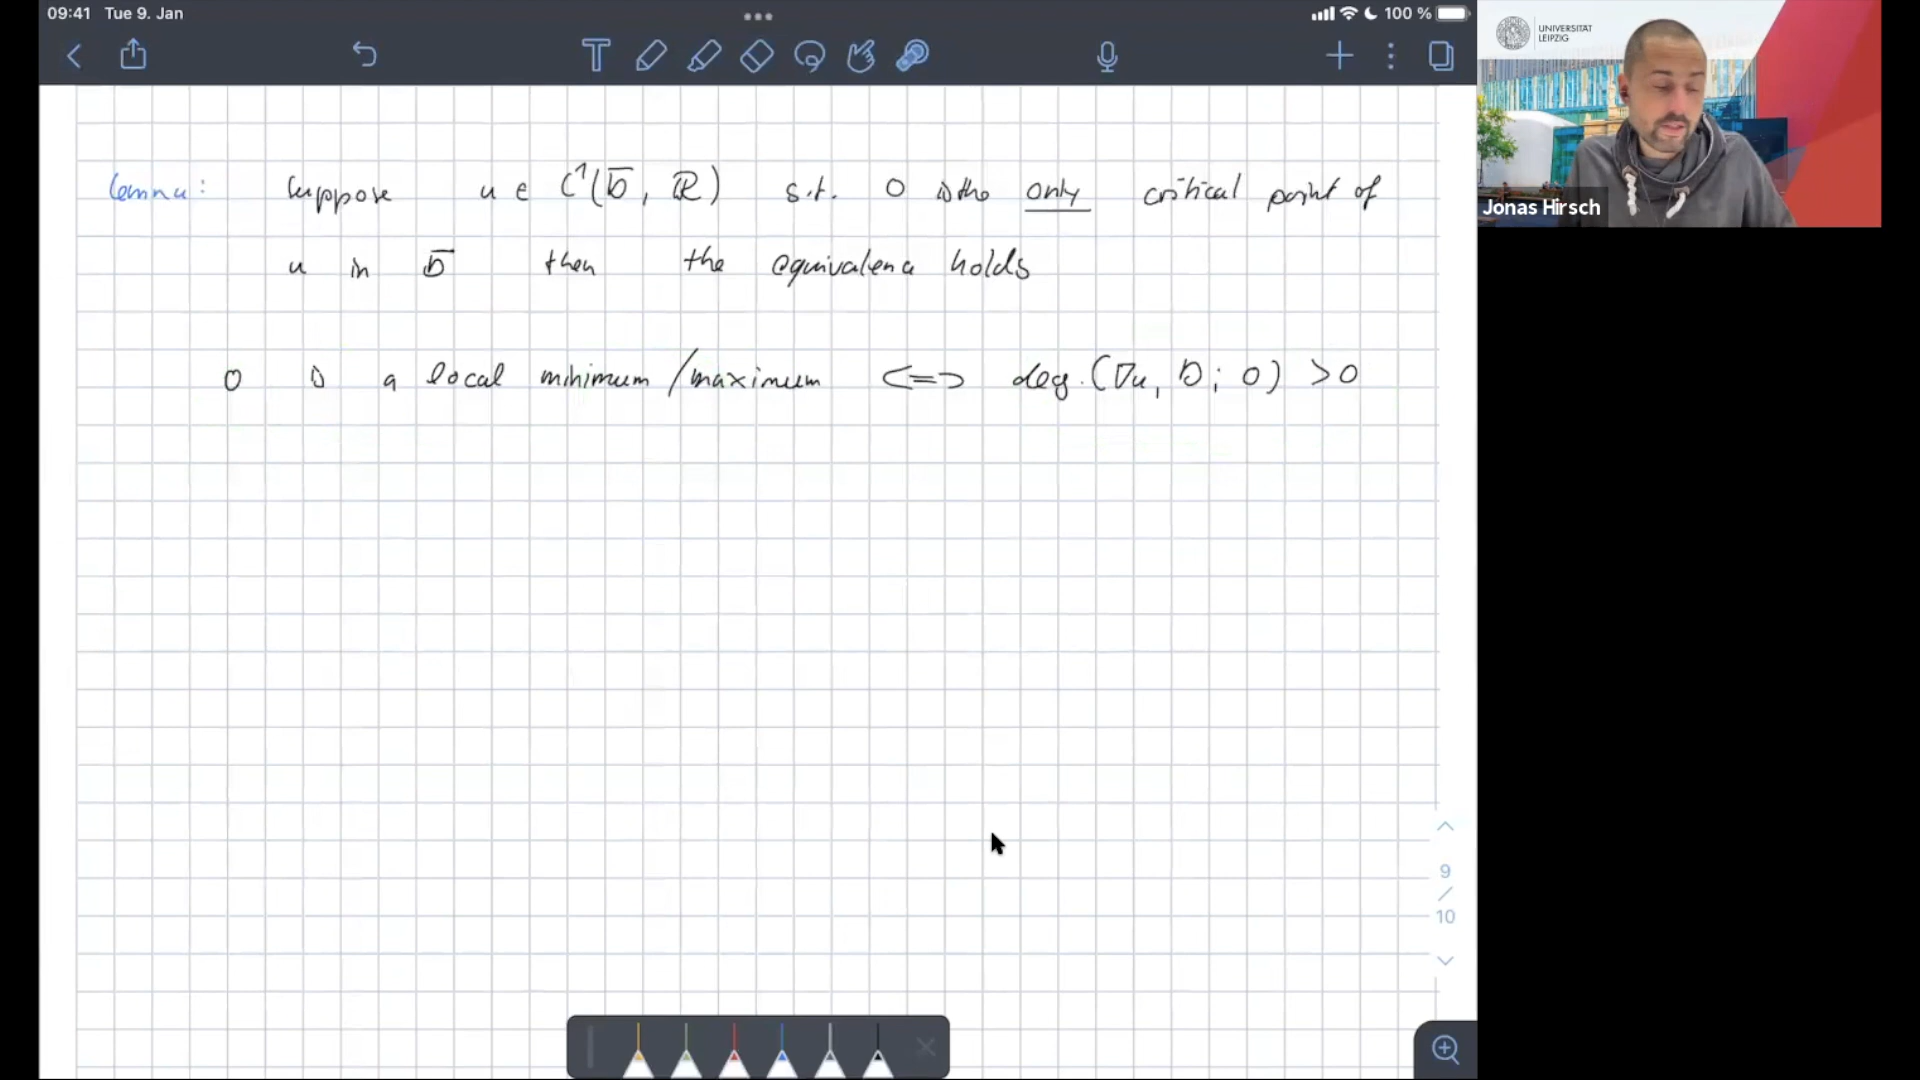 09:41 Tue 9. Jan
100 %
UNIVERSITÄT
LEIPZIG
Jonas Hirsch
Lemma: Suppose u ∈ C¹(D̅, ℝ) s.t. 0 is the only critical point of
u in D̅ then the equivalence holds
0 is a local minimum/maximum <=> deg.(∇u, D; 0) >0
9
/
10